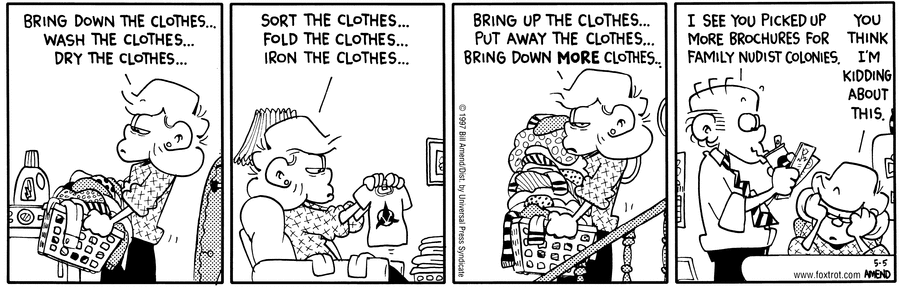 BRING DOWN THE CLOTHES...
WASH THE CLOTHES...
DRY THE CLOTHES...
SORT THE CLOTHES...
FOLD THE CLOTHES...
IRON THE CLOTHES...
© 1997 Bill Amend/Dist. by Universal Press Syndicate
BRING UP THE CLOTHES...
PUT AWAY THE CLOTHES...
BRING DOWN MORE CLOTHES..
I SEE YOU PICKED UP
MORE BROCHURES FOR
FAMILY NUDIST COLONIES.
YOU
THINK
I'M
KIDDING
ABOUT
THIS.
5-5
www.foxtrot.com AMEND